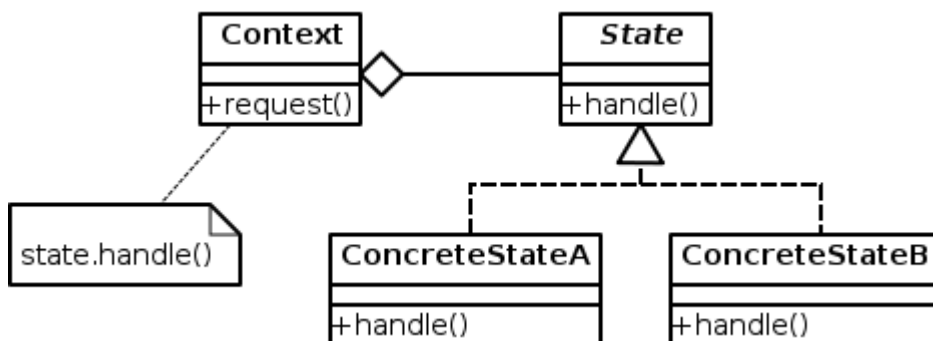 Context
+request()
State
+handle()
state.handle()
ConcreteStateA
+handle()
ConcreteStateB
+handle()